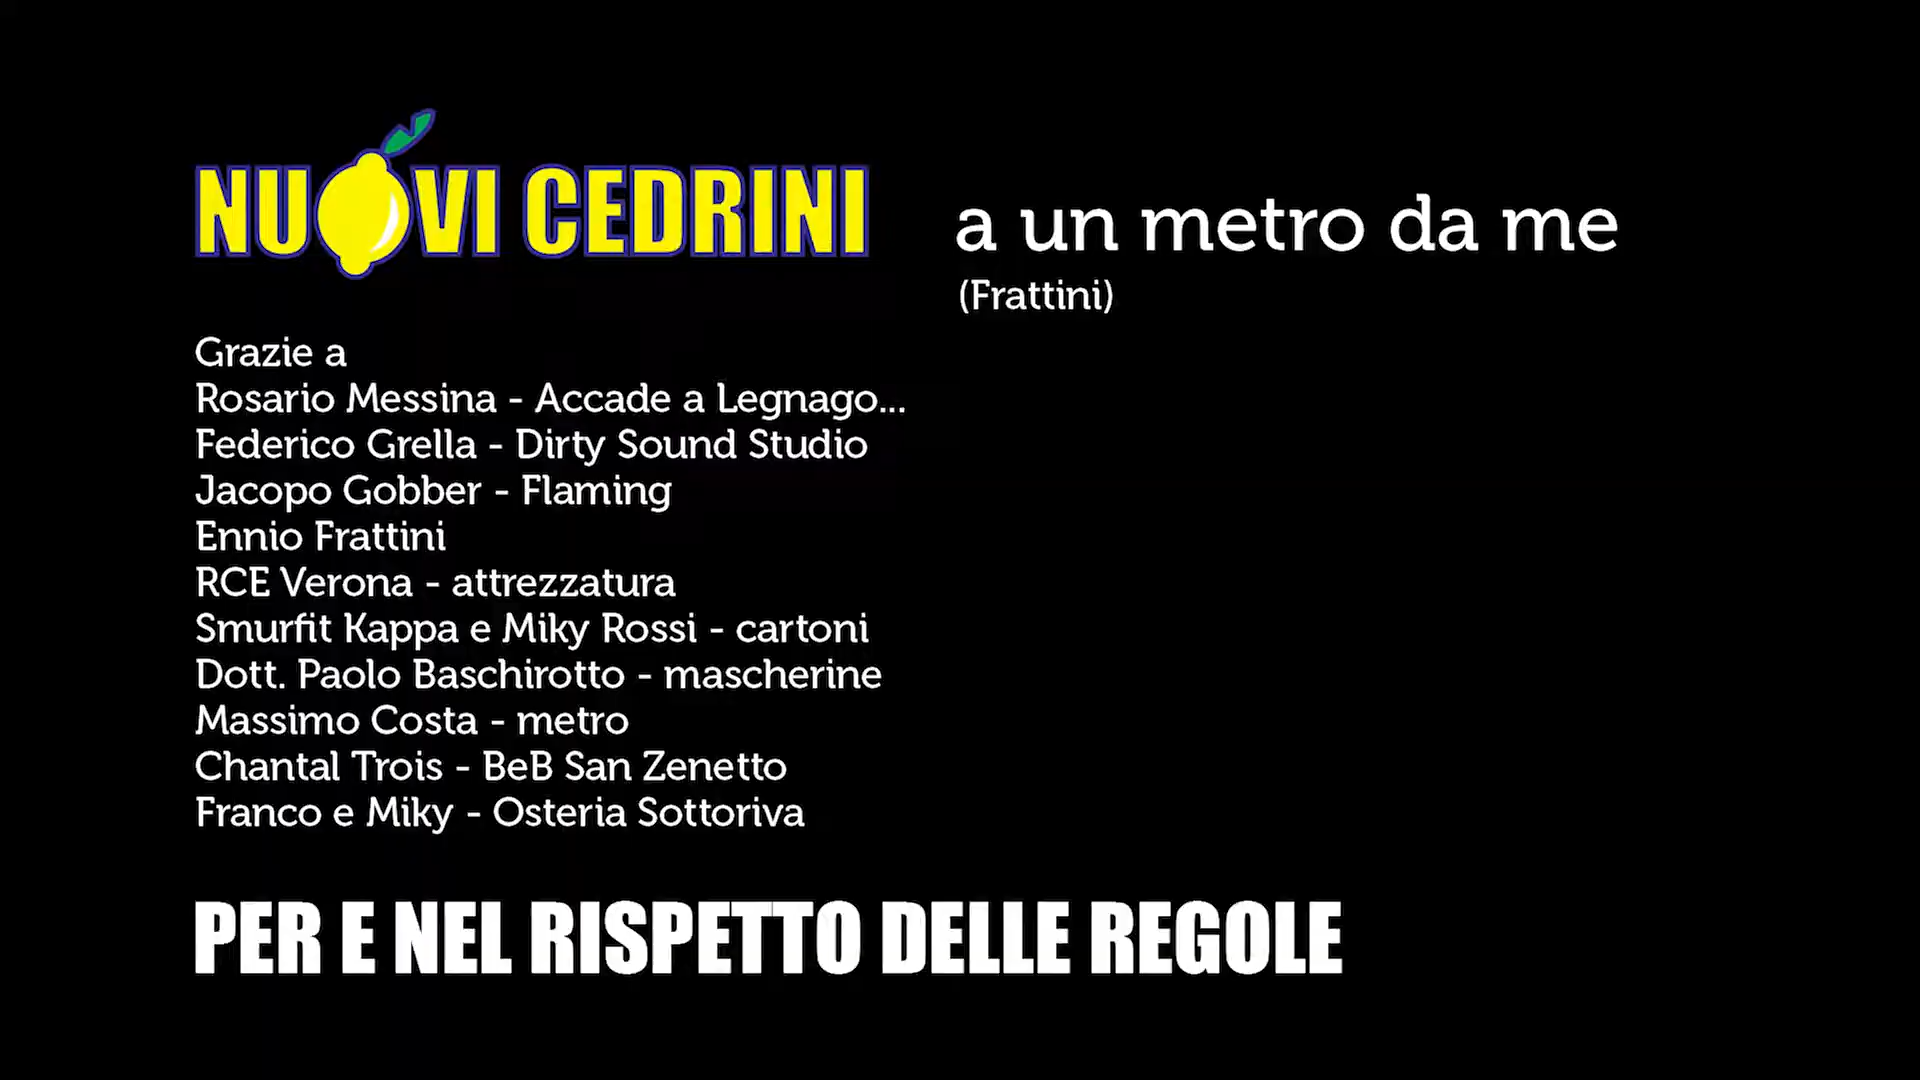 NUOVI CEDRINI
a un metro da me
(Frattini)
Grazie a
Rosario Messina - Accade a Legnago...
Federico Grella - Dirty Sound Studio
Jacopo Gobber - Flaming
Ennio Frattini
RCE Verona - attrezzatura
Smurfit Kappa e Miky Rossi - cartoni
Dott. Paolo Baschirotto - mascherine
Massimo Costa - metro
Chantal Trois - BeB San Zenetto
Franco e Miky - Osteria Sottoriva
PER E NEL RISPETTO DELLE REGOLE